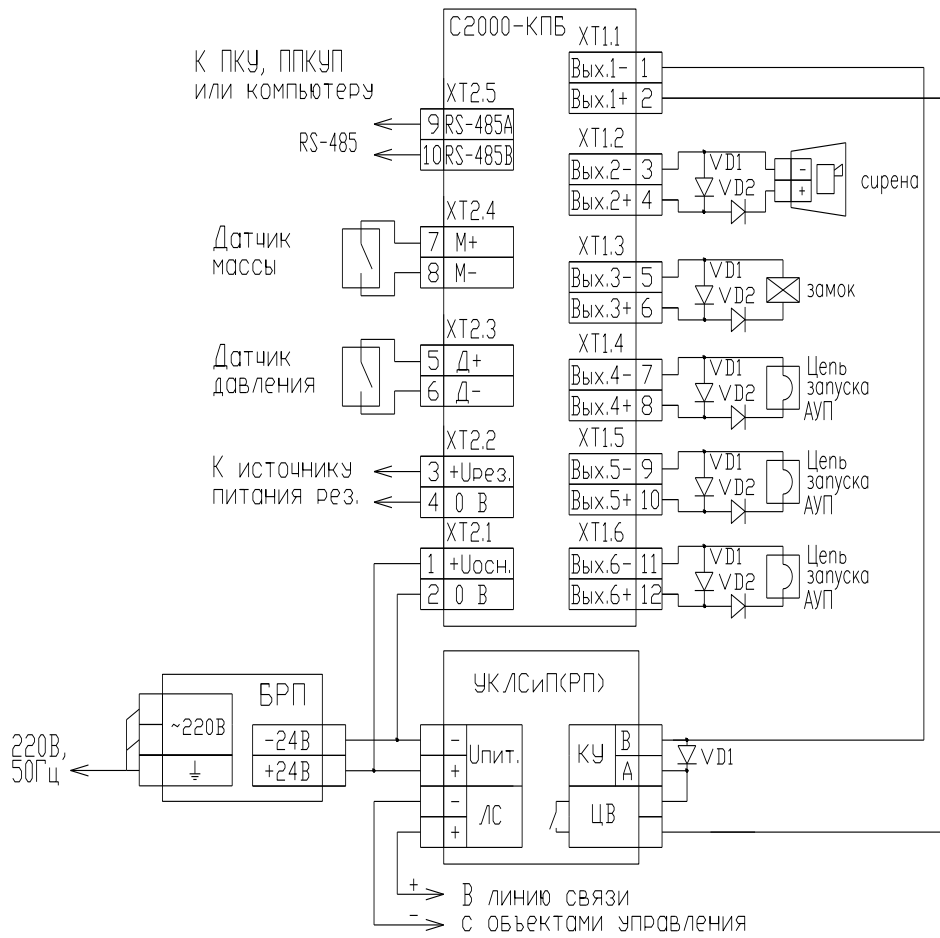 С2000-КПБ
К ПКУ, ППКУП
или компьютеру
RS-485
XT2.5
9 RS-485A
10 RS-485B
Датчик
массы
XT2.4
7 М+
8 М-
Датчик
давления
XT2.3
5 Д+
6 Д-
К источнику
питания рез.
XT2.2
3 +Uрез.
4 0 В
XT2.1
1 +Uосн.
2 0 В
XT1.1
Вых.1- 1
Вых.1+ 2
XT1.2
Вых.2- 3
Вых.2+ 4
VD1
VD2
-
+
сирена
XT1.3
Вых.3- 5
Вых.3+ 6
VD1
VD2
замок
XT1.4
Вых.4- 7
Вых.4+ 8
VD1
VD2
Цепь
запуска
АУП
XT1.5
Вых.5- 9
Вых.5+ 10
VD1
VD2
Цепь
запуска
АУП
XT1.6
Вых.6- 11
Вых.6+ 12
VD1
VD2
Цепь
запуска
АУП
БРП
~220В
-24В
+24В
220В,
50Гц
УКЛСиП(РП)
-
+
Uпит.
-
+
ЛС
КУ
В
А
ЦВ
VD1
+
В линию связи
-
с объектами управления